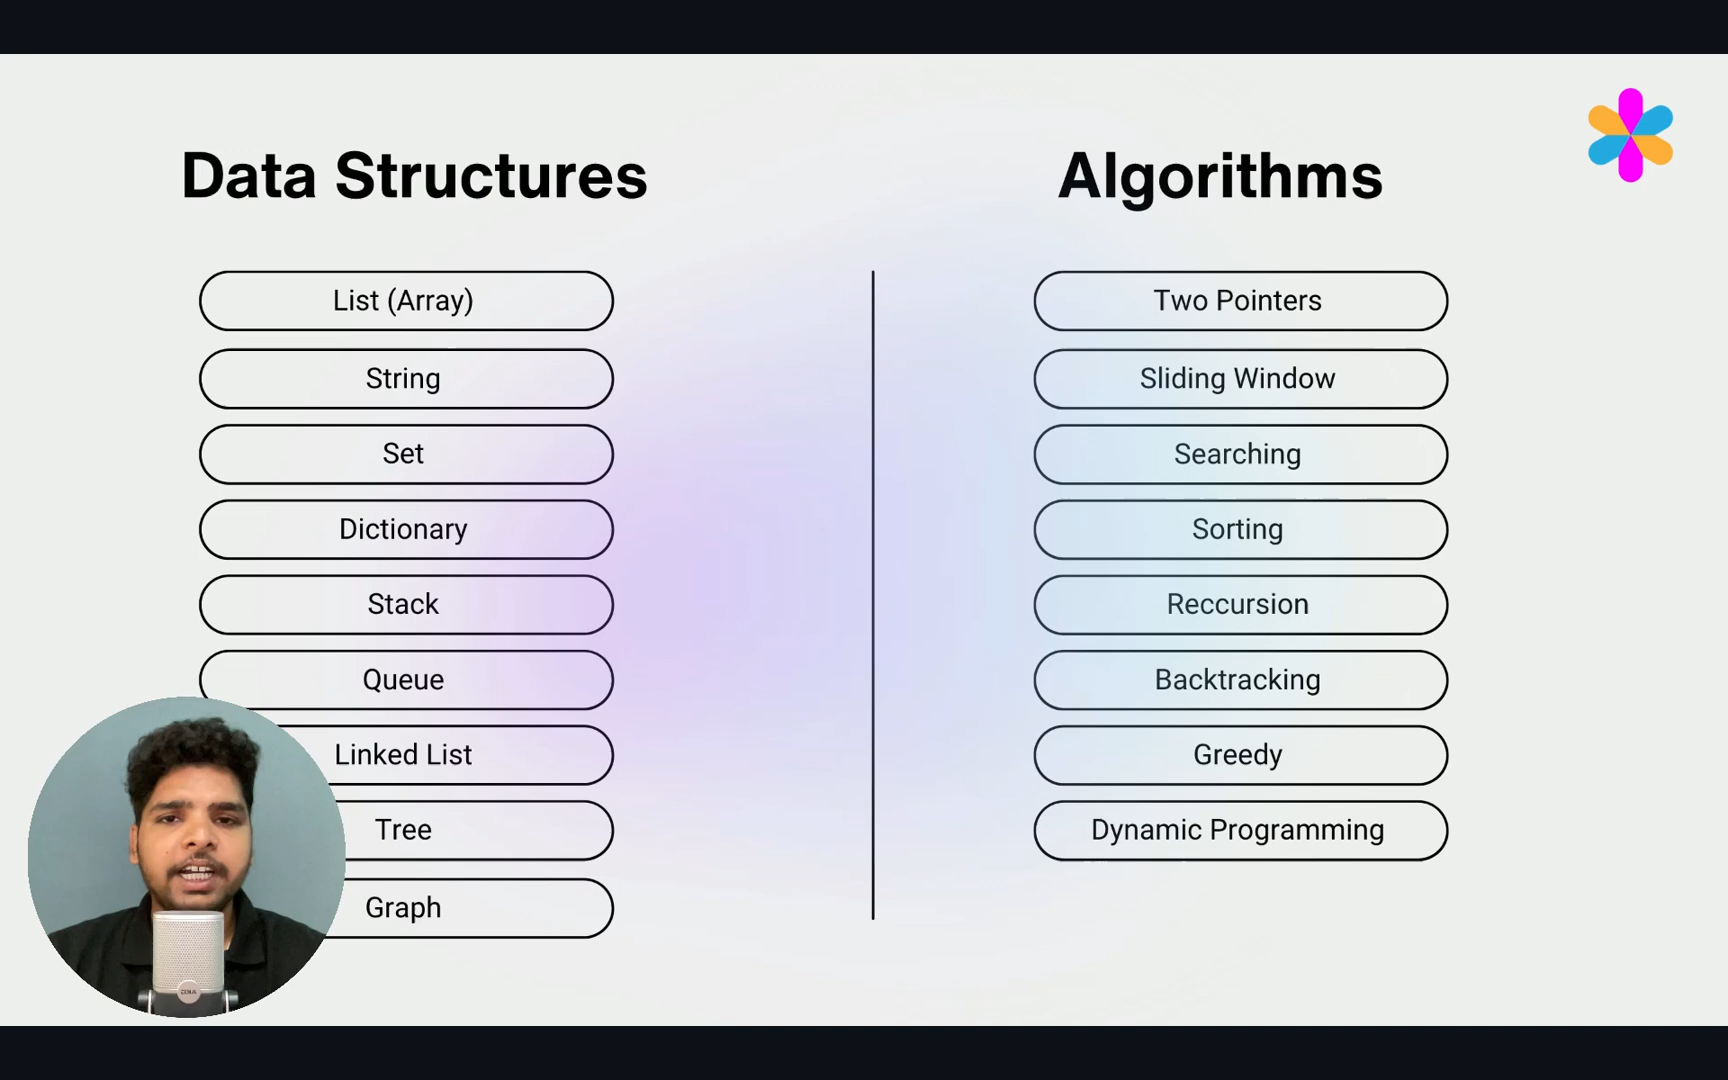 Data Structures
List (Array)
String
Set
Dictionary
Stack
Queue
Linked List
Tree
Graph
Algorithms
Two Pointers
Sliding Window
Searching
Sorting
Reccursion
Backtracking
Greedy
Dynamic Programming